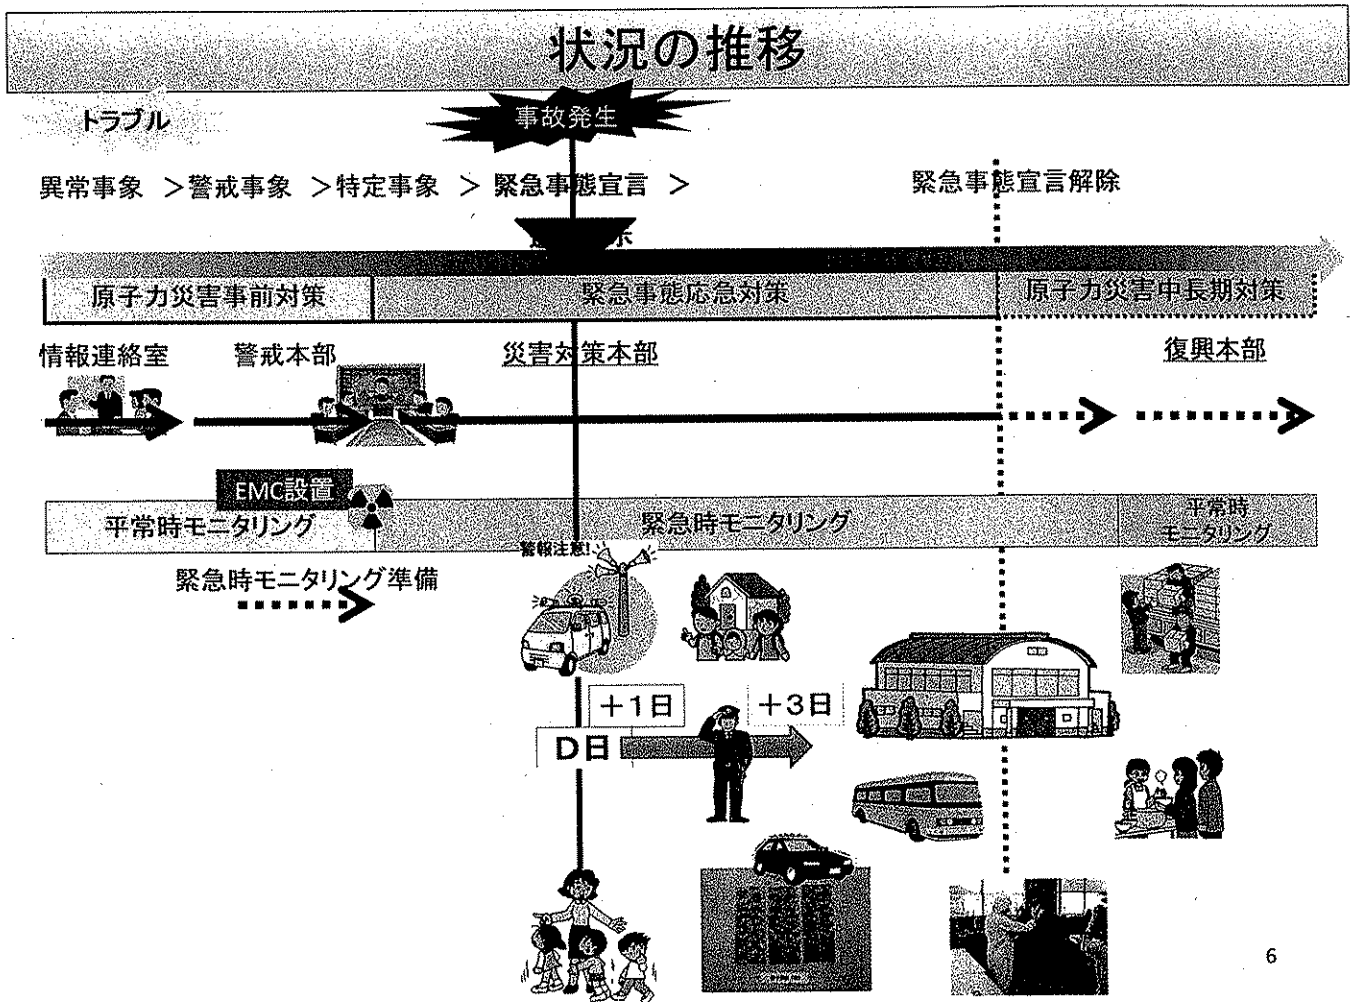 状況の推移
トラブル
事故発生
異常事象 ＞警戒事象 ＞特定事象 ＞ 緊急事態宣言 ＞
緊急事態宣言解除
原子力災害事前対策
緊急事態応急対策
原子力災害中長期対策
情報連絡室
警戒本部
災害対策本部
復興本部
EMC設置
平常時モニタリング
緊急時モニタリング
平常時
モニタリング
緊急時モニタリング準備
警報注意!
＋1日
＋3日
D日
6